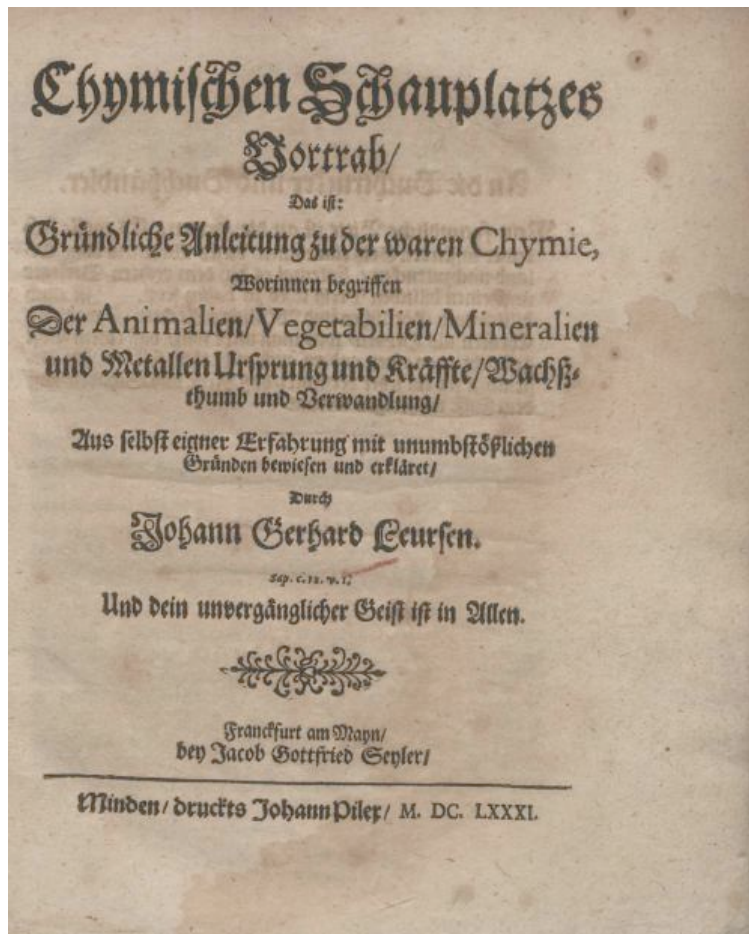 Chymischen Schauplatzes
Vortrab/
Das ist:
Gründliche Anleitung zu der waren Chymie,
Worinnen begriffen
Der Animalien/Vegetabilien/Mineralien
und Metallen Ursprung und Kräffte/Wachß-
thumb und Verwandlung/
Aus selbst eigner Erfahrung mit unumbstößlichen
Gründen bewiesen und erkläret/
Durch
Johann Gerhard Leursen.
Sap. c. 12. v. 1.
Und dein unvergänglicher Geist ist in Allen.
Franckfurt am Mayn/
bey Jacob Gottfried Seyler/
Minden/ druckts Johann Piler/ M. DC. LXXXI.